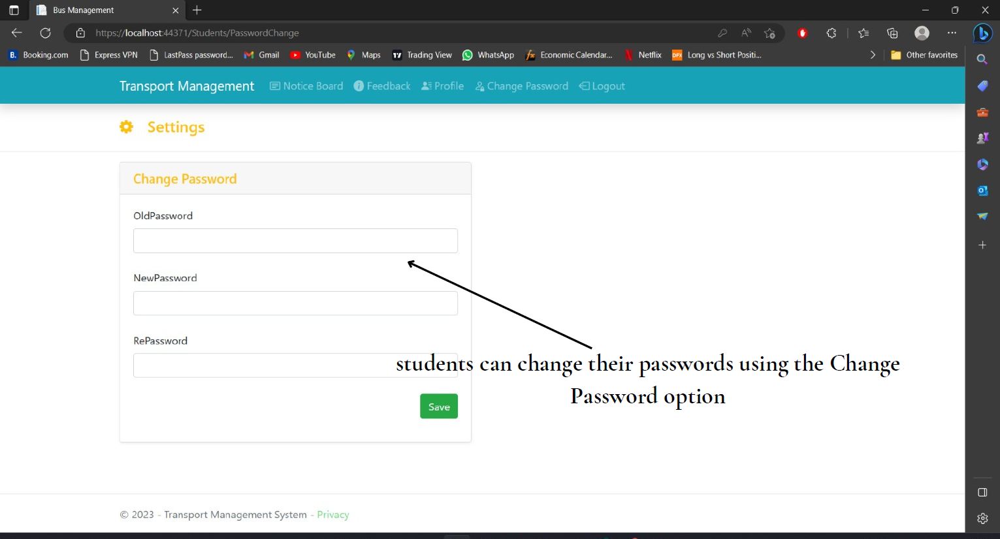 Bus Management
https://localhost:44371/Students/PasswordChange
Booking.com Express VPN LastPass password... Gmail YouTube Maps Trading View WhatsApp Economic Calendar... Netflix Long vs Short Positi... Other favorites
Transport Management Notice Board Feedback Profile Change Password Logout
Settings
Change Password
OldPassword
NewPassword
RePassword
students can change their passwords using the Change
Password option
Save
© 2023 - Transport Management System - Privacy